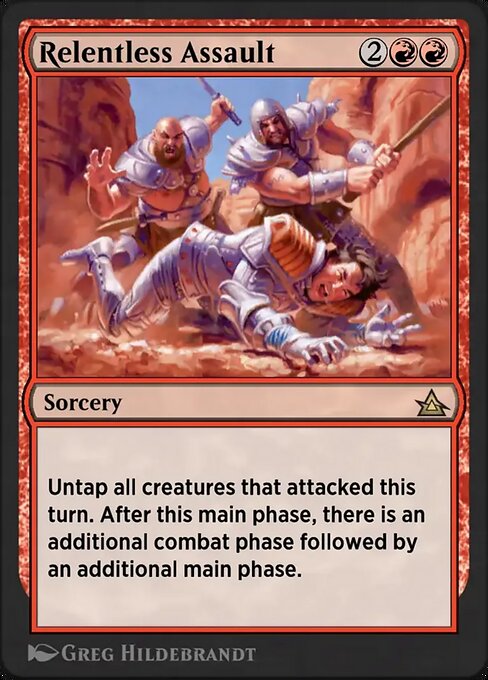 Relentless Assault 2
Sorcery
Untap all creatures that attacked this
turn. After this main phase, there is an
additional combat phase followed by
an additional main phase.
Greg Hildebrandt